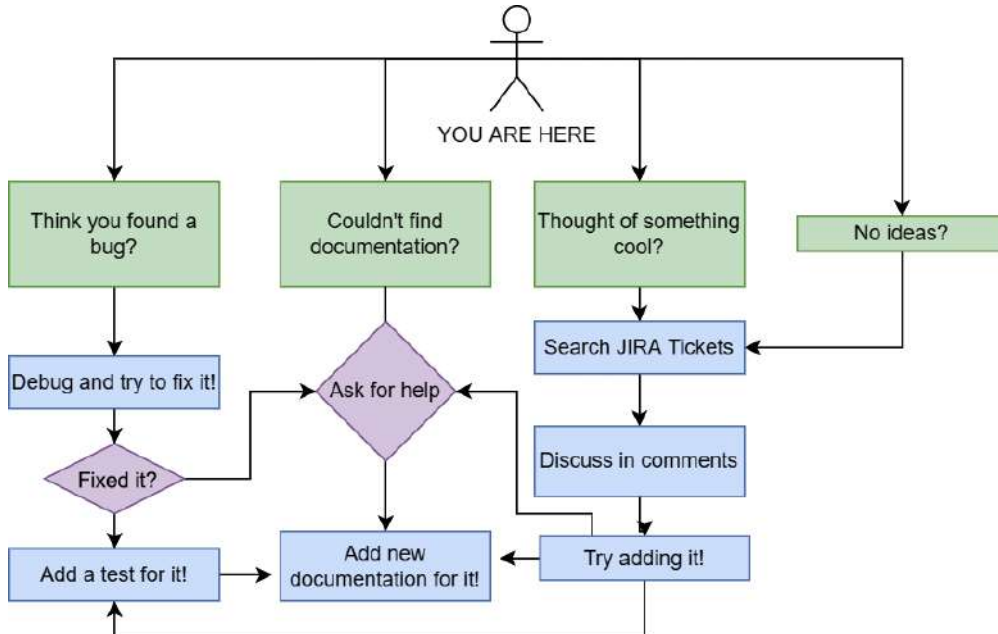 YOU ARE HERE
Think you found a
bug?
Couldn't find
documentation?
Thought of something
cool?
No ideas?
Debug and try to fix it!
Ask for help
Search JIRA Tickets
Fixed it?
Discuss in comments
Add a test for it!
Add new
documentation for it!
Try adding it!